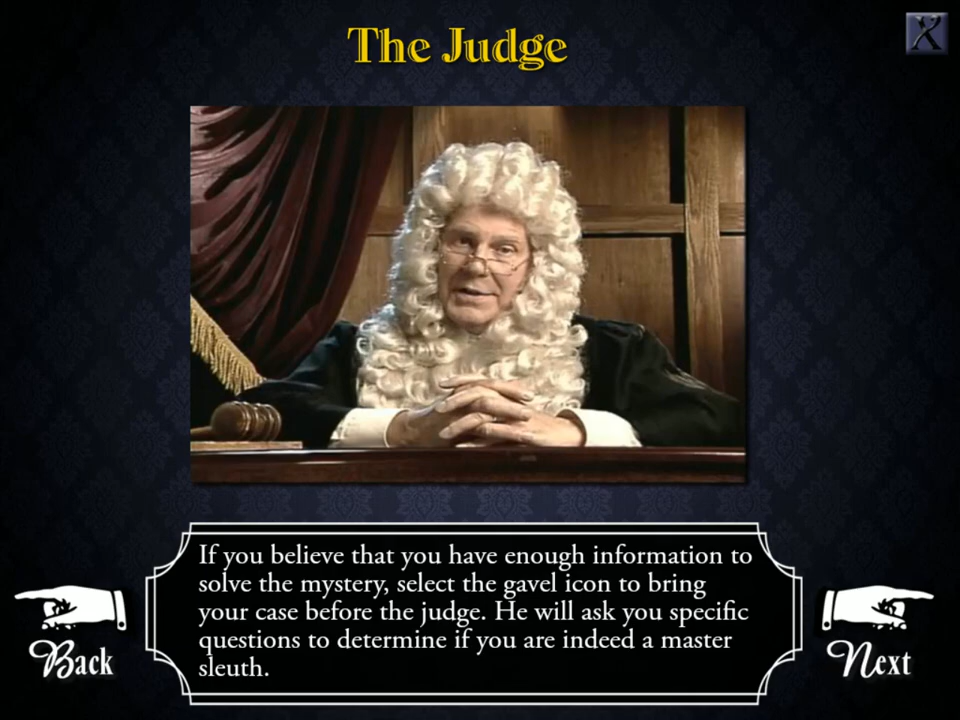 The Judge
X
If you believe that you have enough information to
solve the mystery, select the gavel icon to bring
your case before the judge. He will ask you specific
questions to determine if you are indeed a master
sleuth.
Back
Next